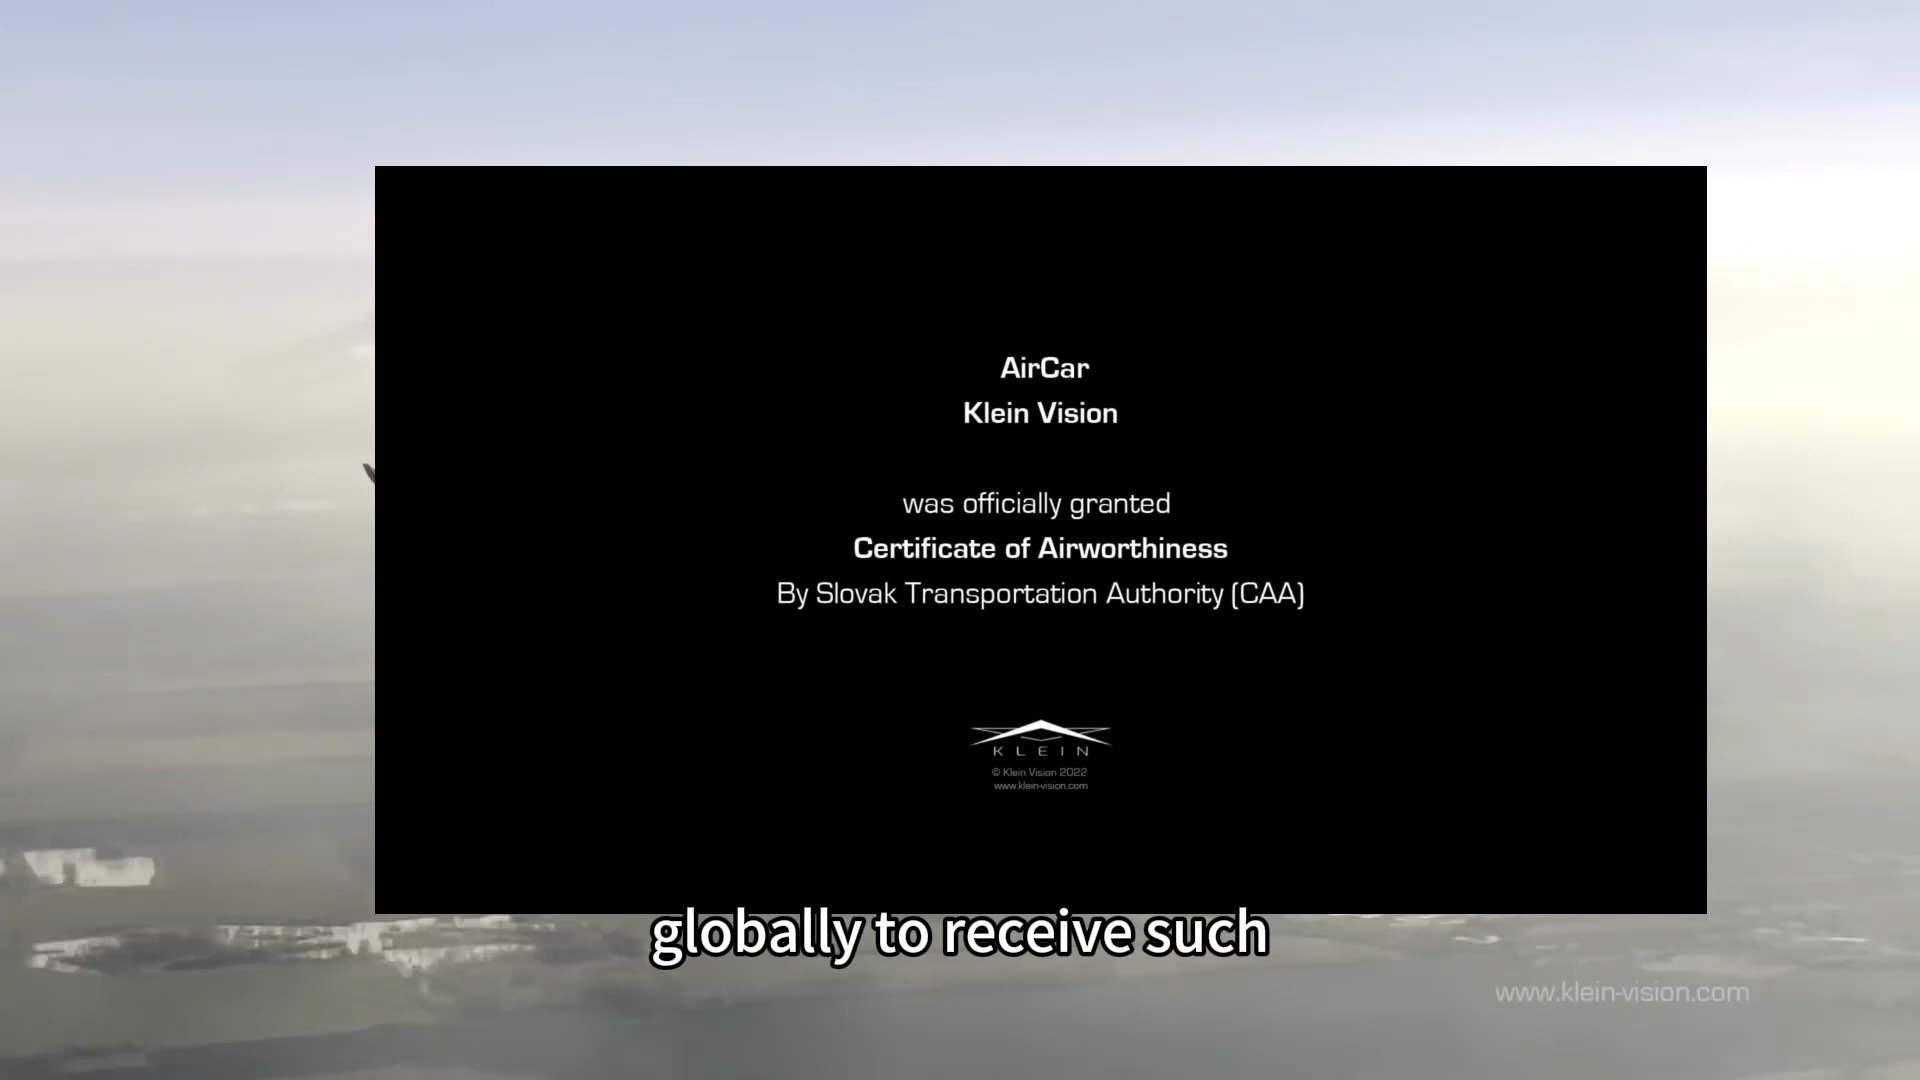 AirCar
Klein Vision
was officially granted
Certificate of Airworthiness
By Slovak Transportation Authority (CAA)
KLEIN
© Klein Vision 2022
www.klein-vision.com
globally to receive such
www.klein-vision.com